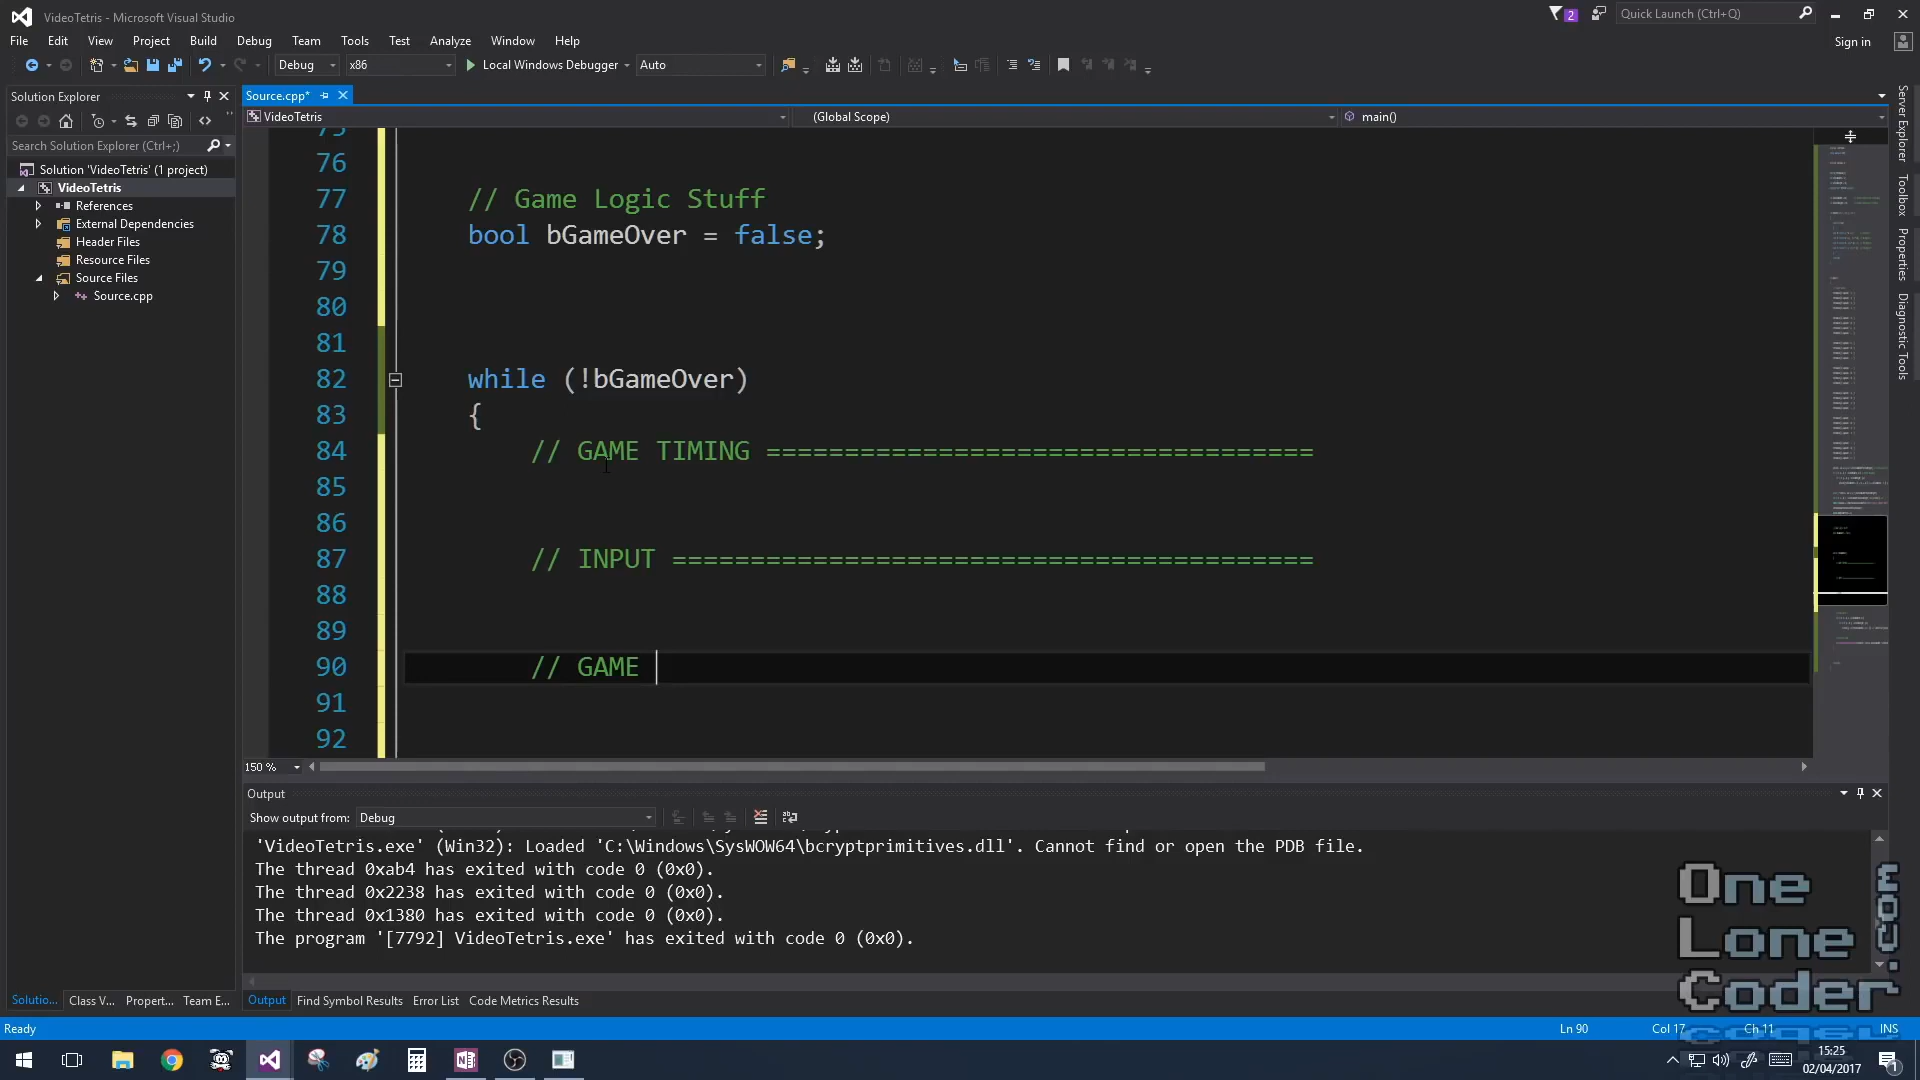 VideoTetris - Microsoft Visual Studio
2
Quick Launch (Ctrl+Q)
File Edit View Project Build Debug Team Tools Test Analyze Window Help
Sign in
Debug x86 Local Windows Debugger Auto
Solution Explorer
Search Solution Explorer (Ctrl+;)
Solution 'VideoTetris' (1 project)
VideoTetris
References
External Dependencies
Header Files
Resource Files
Source Files
Source.cpp
Source.cpp*
VideoTetris (Global Scope) main()
75
76
77 // Game Logic Stuff
78 bool bGameOver = false;
79
80
81
82 while (!bGameOver)
83 {
84 // GAME TIMING ===================================
85
86
87 // INPUT =========================================
88
89
90 // GAME
91
92
150 %
Output
Show output from: Debug
'VideoTetris.exe' (Win32): Loaded 'C:\Windows\SysWOW64\bcryptprimitives.dll'. Cannot find or open the PDB file.
The thread 0xab4 has exited with code 0 (0x0).
The thread 0x2238 has exited with code 0 (0x0).
The thread 0x1380 has exited with code 0 (0x0).
The program '[7792] VideoTetris.exe' has exited with code 0 (0x0).
Solutio... Class V... Propert... Team E...
Output Find Symbol Results Error List Code Metrics Results
Server Explorer
Toolbox
Properties
Diagnostic Tools
One
Lone
Coder
.com
Ready Ln 90 Col 17 Ch 11 INS
15:25
02/04/2017
1